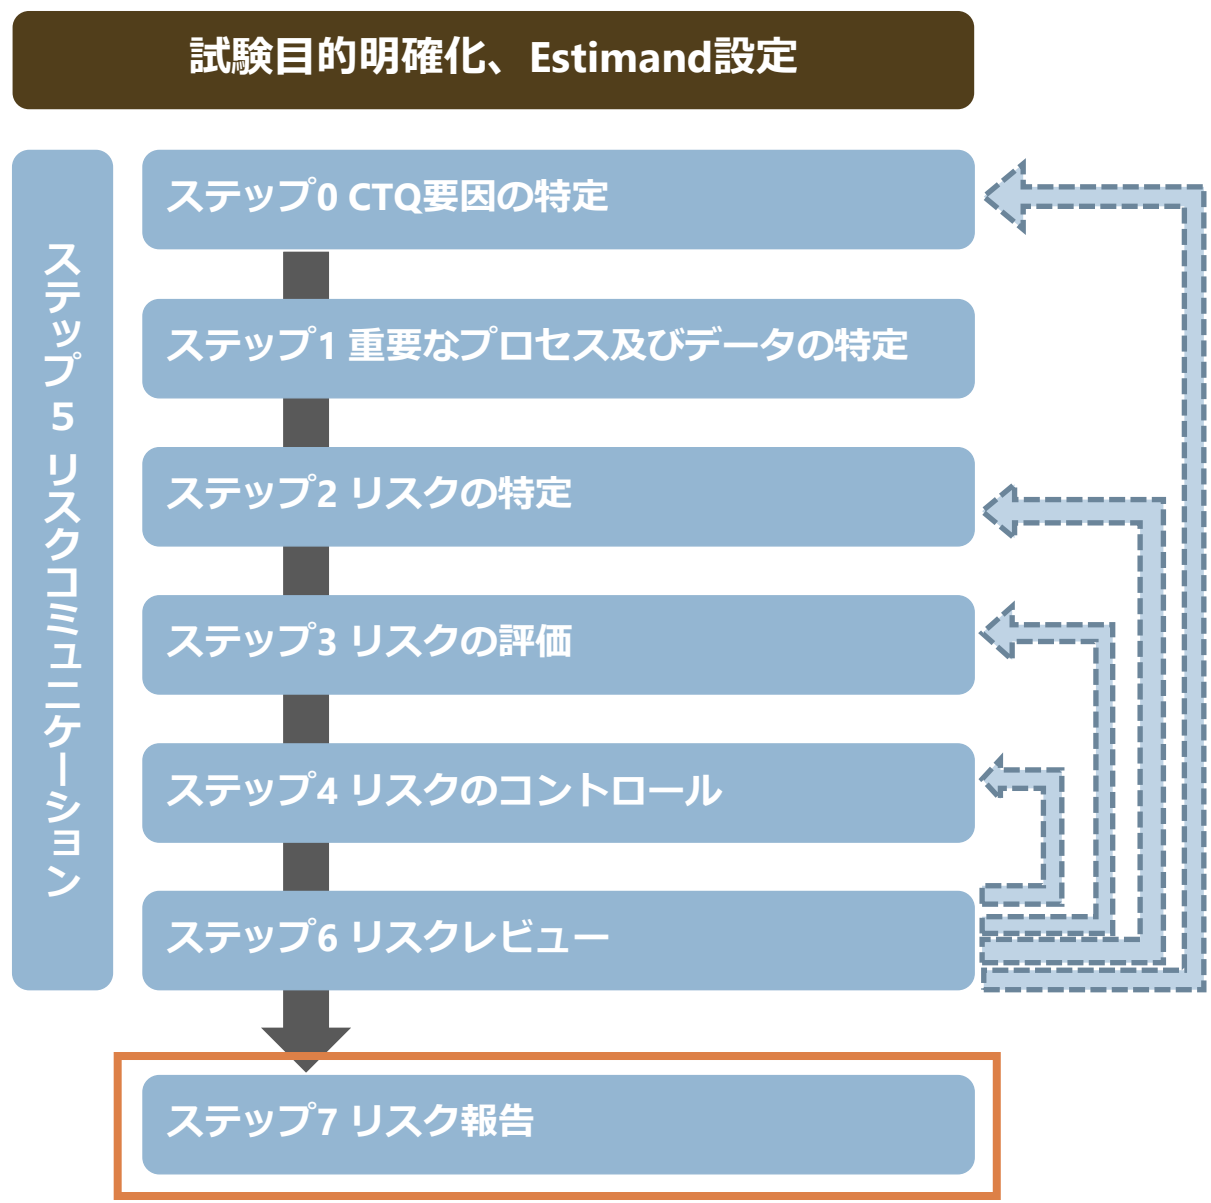 試験目的明確化、Estimand設定
ステップ 5 リスクコミュニケーション
ステップ0 CTQ要因の特定
ステップ1 重要なプロセス及びデータの特定
ステップ2 リスクの特定
ステップ3 リスクの評価
ステップ4 リスクのコントロール
ステップ6 リスクレビュー
ステップ7 リスク報告